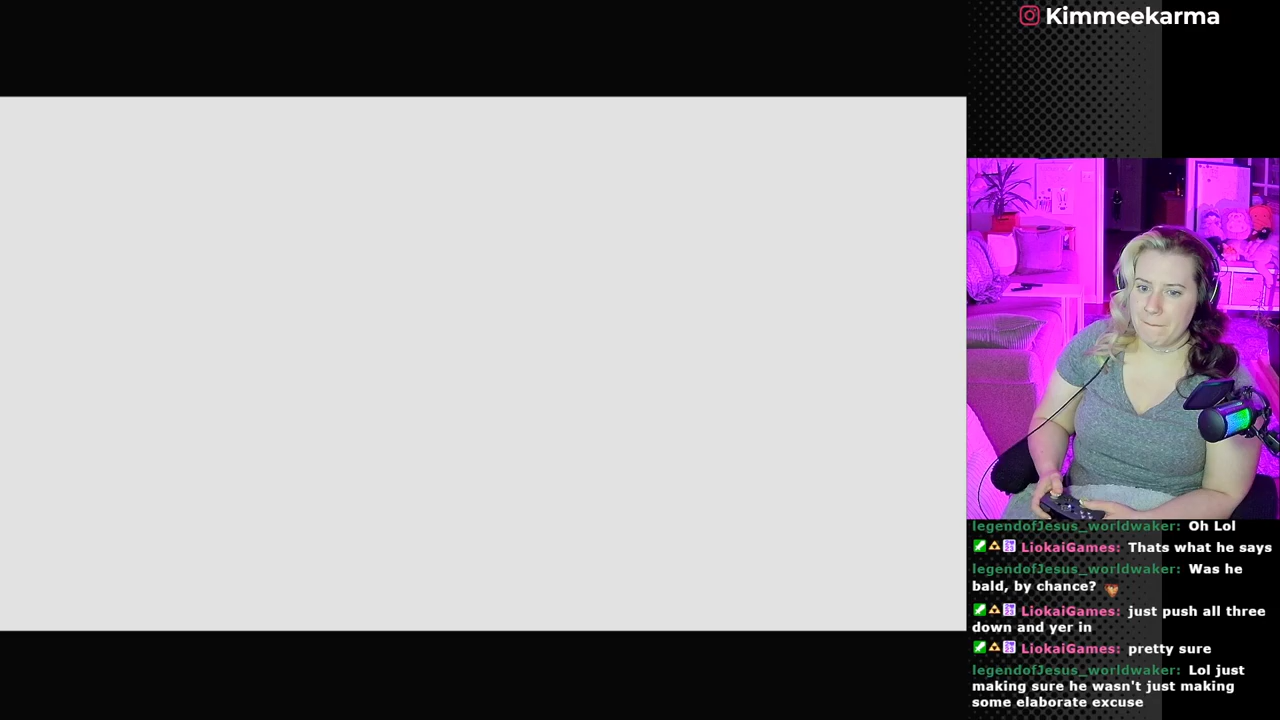 Kimmeekarma
legendofJesus_worldwaker: Oh Lol
LiokaiGames: Thats what he says
legendofJesus_worldwaker: Was he
bald, by chance?
LiokaiGames: just push all three
down and yer in
LiokaiGames: pretty sure
legendofJesus_worldwaker: Lol just
making sure he wasn't just making
some elaborate excuse